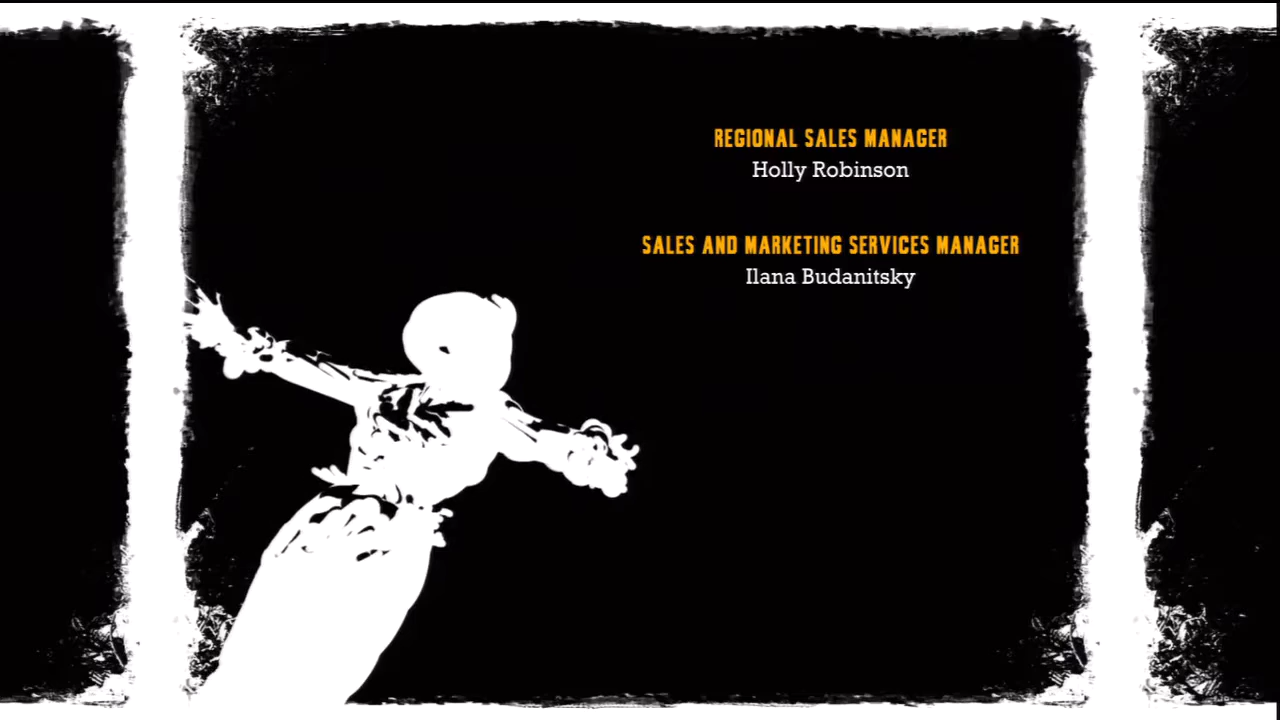 REGIONAL SALES MANAGER
Holly Robinson
SALES AND MARKETING SERVICES MANAGER
Ilana Budanitsky